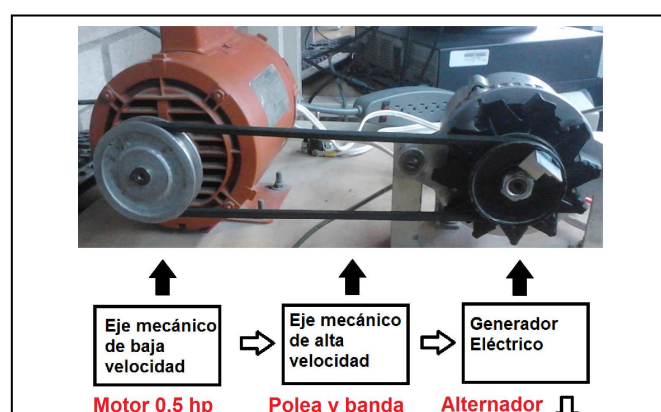 Eje mecánico
de baja
velocidad
Eje mecánico
de alta
velocidad
Generador
Eléctrico
Motor 0.5 hp
Polea y banda
Alternador